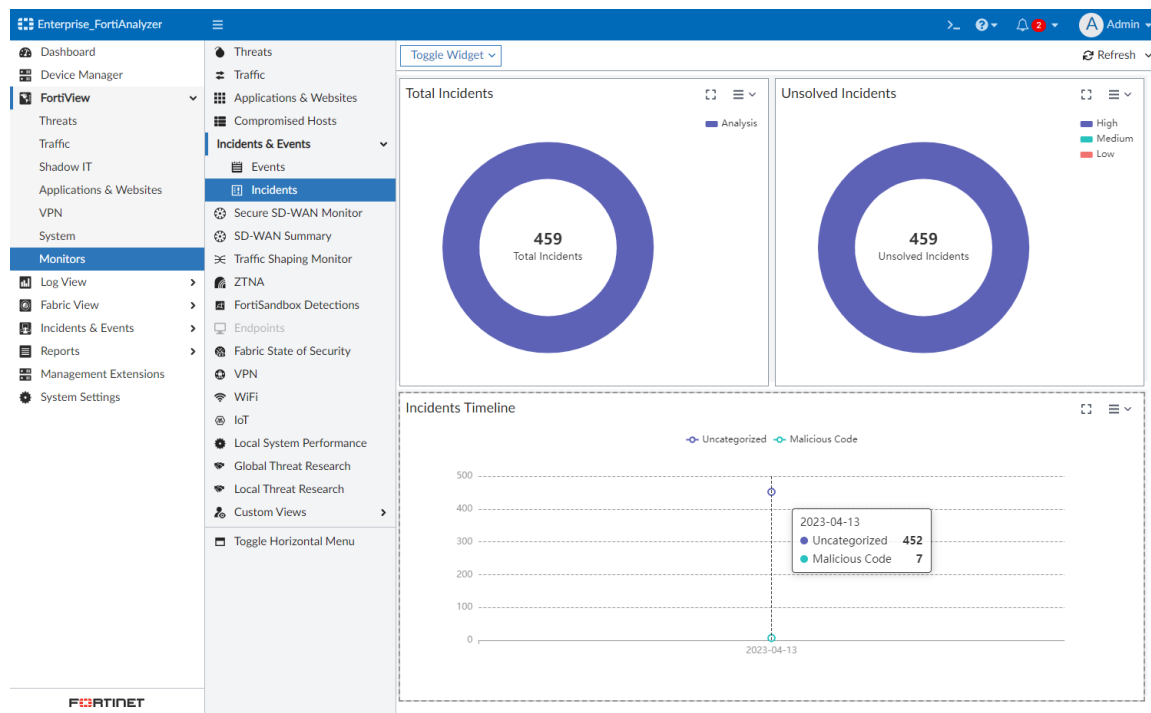 Enterprise_FortiAnalyzer
>_
2
A Admin
Dashboard
Device Manager
FortiView
Threats
Traffic
Shadow IT
Applications & Websites
VPN
System
Monitors
Log View
Fabric View
Incidents & Events
Reports
Management Extensions
System Settings
FORTINET
Threats
Traffic
Applications & Websites
Compromised Hosts
Incidents & Events
Events
Incidents
Secure SD-WAN Monitor
SD-WAN Summary
Traffic Shaping Monitor
ZTNA
FortiSandbox Detections
Endpoints
Fabric State of Security
VPN
WiFi
IoT
Local System Performance
Global Threat Research
Local Threat Research
Custom Views
Toggle Horizontal Menu
Toggle Widget
Refresh
Total Incidents
Analysis
459
Total Incidents
Unsolved Incidents
High
Medium
Low
459
Unsolved Incidents
Incidents Timeline
Uncategorized Malicious Code
500
400
300
200
100
0
2023-04-13
2023-04-13
Uncategorized 452
Malicious Code 7